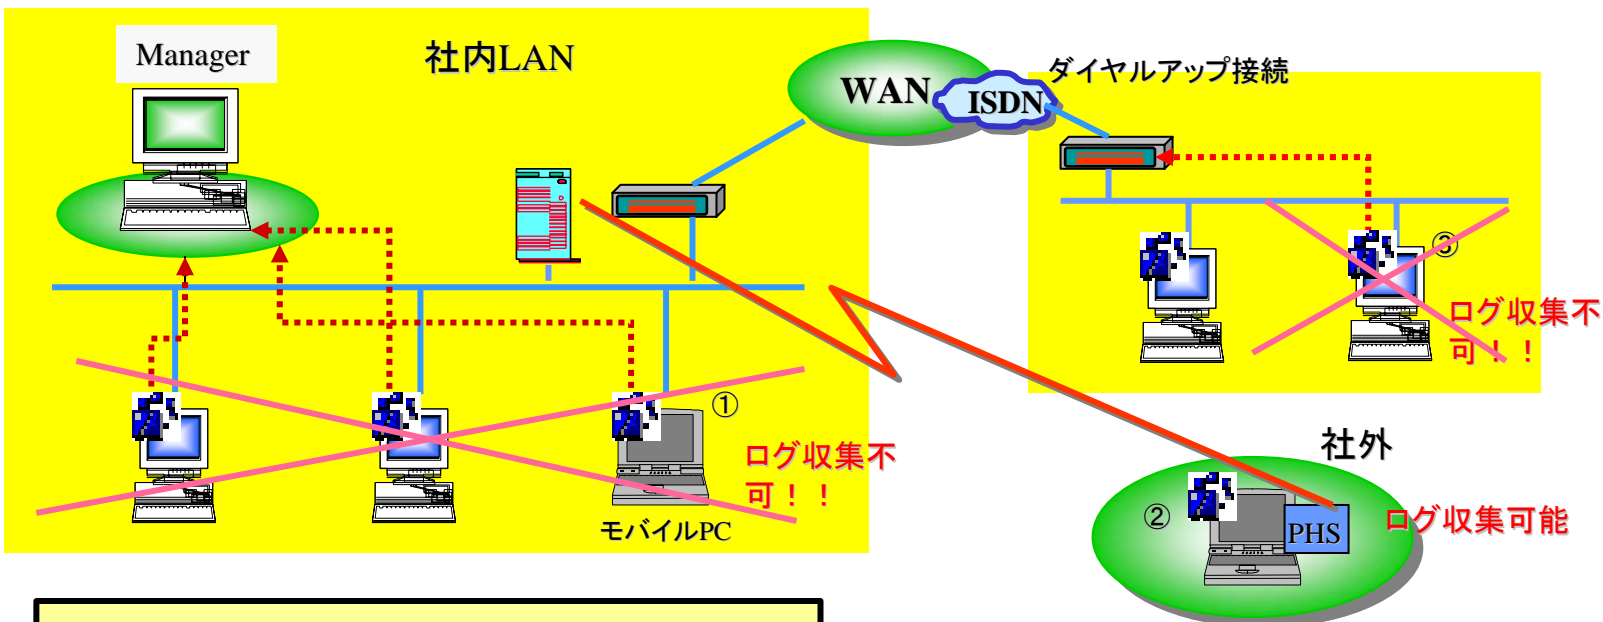 Manager
社内LAN
WAN
ISDN
ダイヤルアップ接続
③
ログ収集不
可！！
①
ログ収集不
可！！
モバイルPC
社外
②
PHS
ログ収集可能